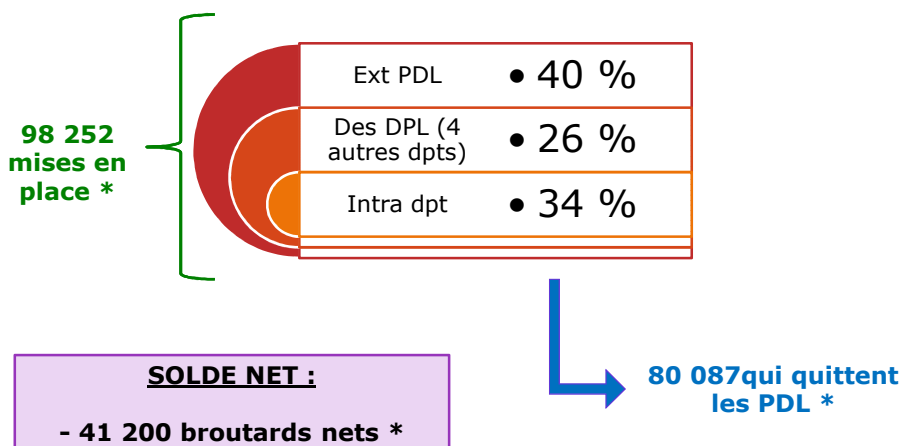 98 252
mises en
place *
Ext PDL
• 40 %
Des DPL (4
autres dpts)
• 26 %
Intra dpt
• 34 %
80 087qui quittent
les PDL *
SOLDE NET :
- 41 200 broutards nets *